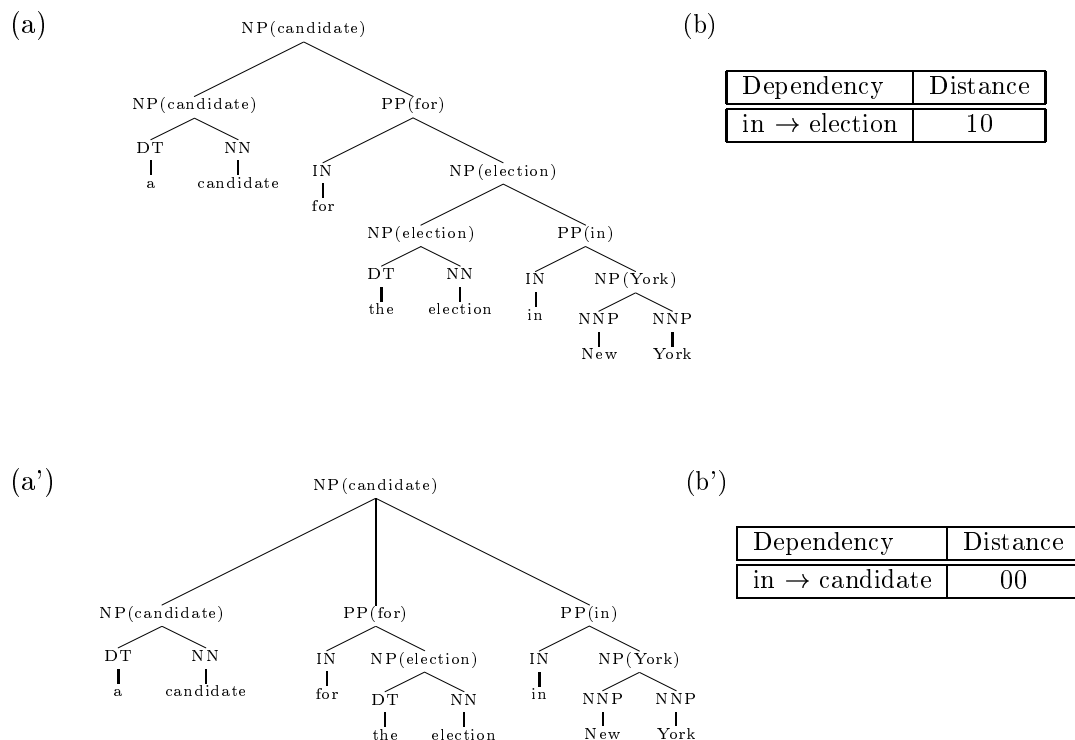 (a)
NP(candidate)
NP(candidate) PP(for)
DT NN IN NP(election)
a candidate for
NP(election) PP(in)
DT NN IN NP(York)
the election in NNP NNP
New York
(b)
Dependency Distance
in → election 10
(a')
NP(candidate)
NP(candidate) PP(for) PP(in)
DT NN IN NP(election) IN NP(York)
a candidate for DT NN in NNP NNP
the election New York
(b')
Dependency Distance
in → candidate 00